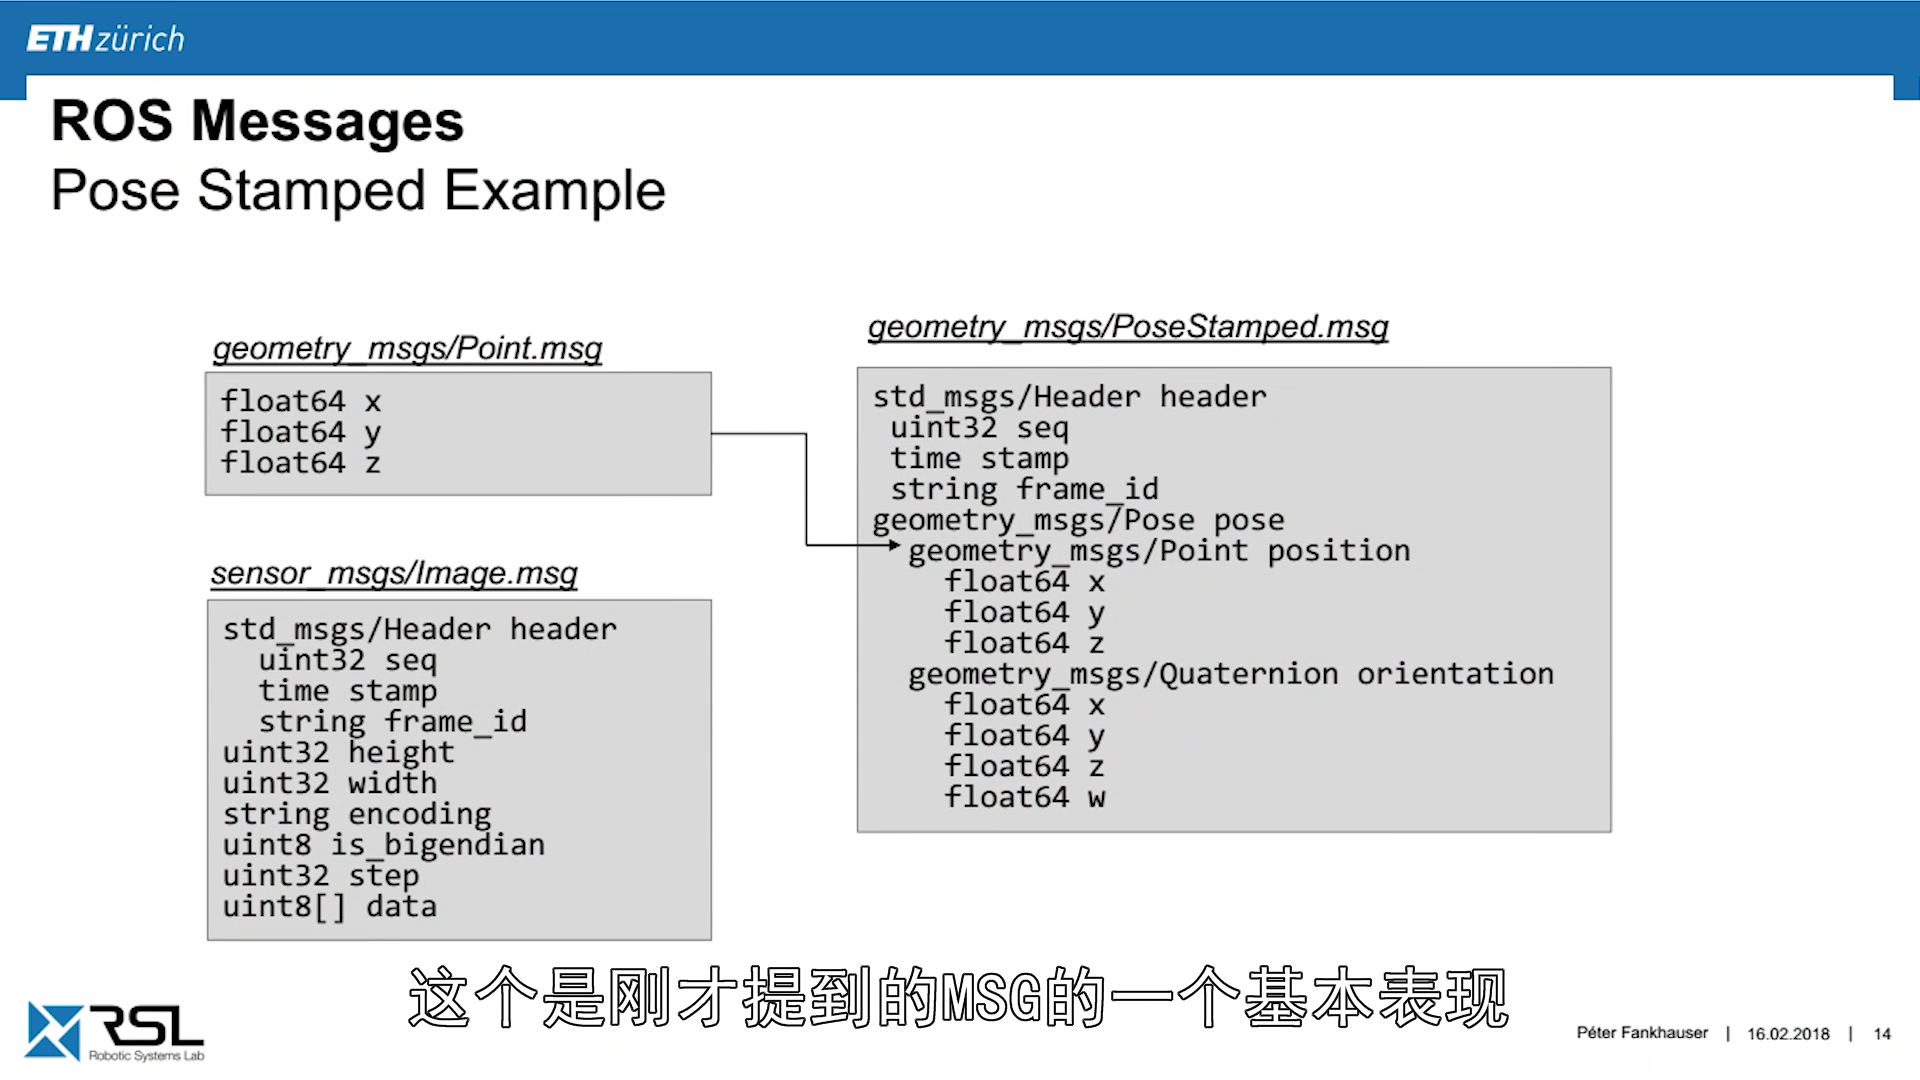 ETH zürich
ROS Messages
Pose Stamped Example
geometry_msgs/Point.msg
float64 x
float64 y
float64 z
sensor_msgs/Image.msg
std_msgs/Header header
uint32 seq
time stamp
string frame_id
uint32 height
uint32 width
string encoding
uint8 is_bigendian
uint32 step
uint8[] data
geometry_msgs/PoseStamped.msg
std_msgs/Header header
uint32 seq
time stamp
string frame_id
geometry_msgs/Pose pose
geometry_msgs/Point position
float64 x
float64 y
float64 z
geometry_msgs/Quaternion orientation
float64 x
float64 y
float64 z
float64 w
这个是刚才提到的MSG的一个基本表现
RSL
Robotic Systems Lab
Péter Fankhauser | 16.02.2018 | 14